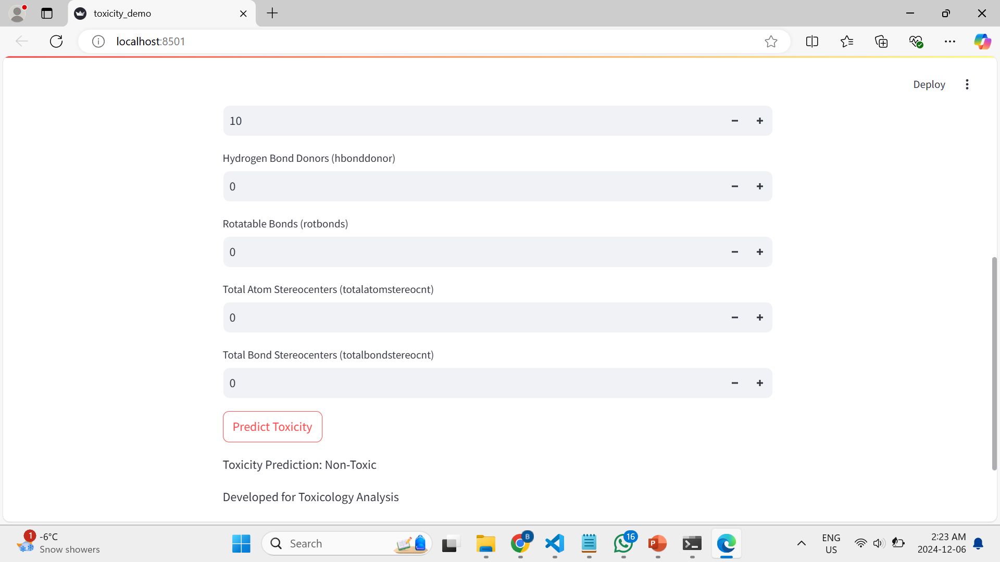 toxicity_demo
localhost:8501
Deploy
10
Hydrogen Bond Donors (hbonddonor)
0
Rotatable Bonds (rotbonds)
0
Total Atom Stereocenters (totalatomstereocnt)
0
Total Bond Stereocenters (totalbondstereocnt)
0
Predict Toxicity
Toxicity Prediction: Non-Toxic
Developed for Toxicology Analysis
1
-6°C
Snow showers
Search
B
16
P
ENG
US
2:23 AM
2024-12-06